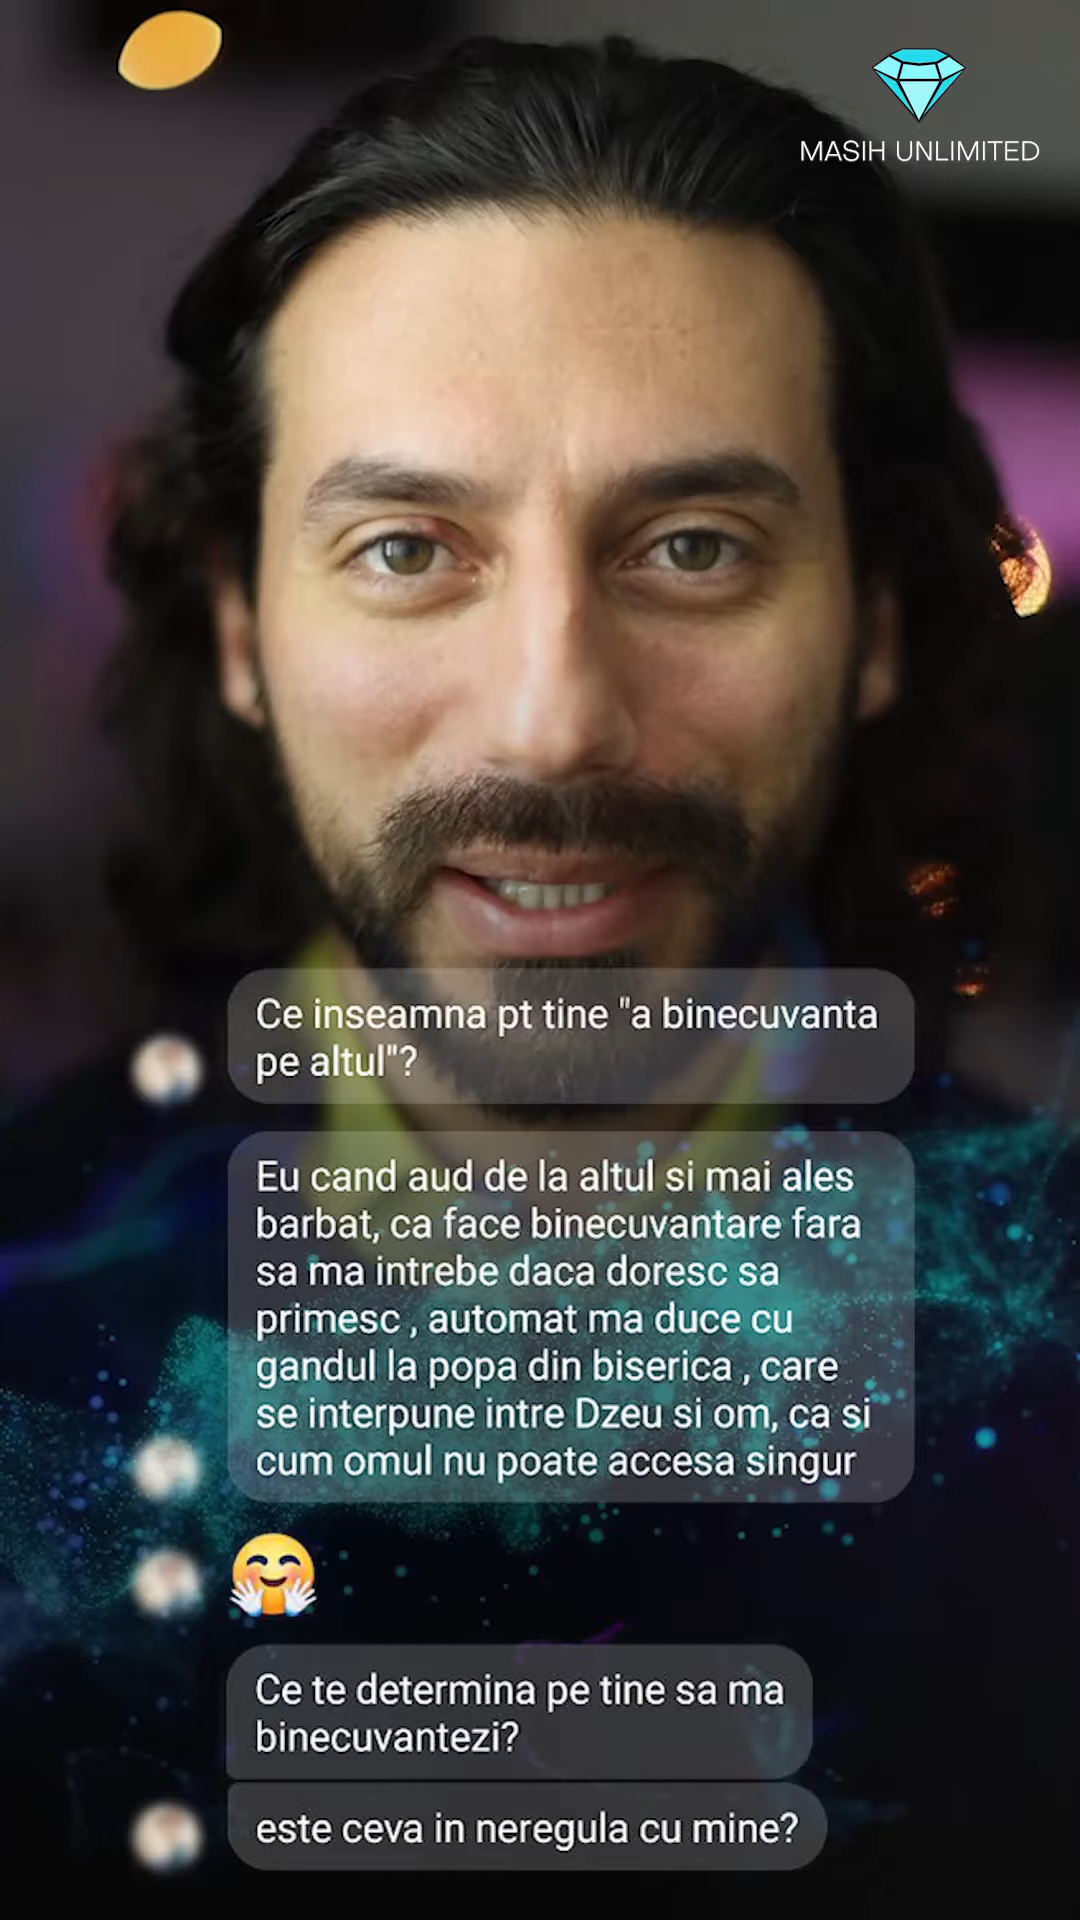 MASIH UNLIMITED
Ce inseamna pt tine "a binecuvanta
pe altul"?
Eu cand aud de la altul si mai ales
barbat, ca face binecuvantare fara
sa ma intrebe daca doresc sa
primesc , automat ma duce cu
gandul la popa din biserica , care
se interpune intre Dzeu si om, ca si
cum omul nu poate accesa singur
🤗
Ce te determina pe tine sa ma
binecuvantezi?
este ceva in neregula cu mine?